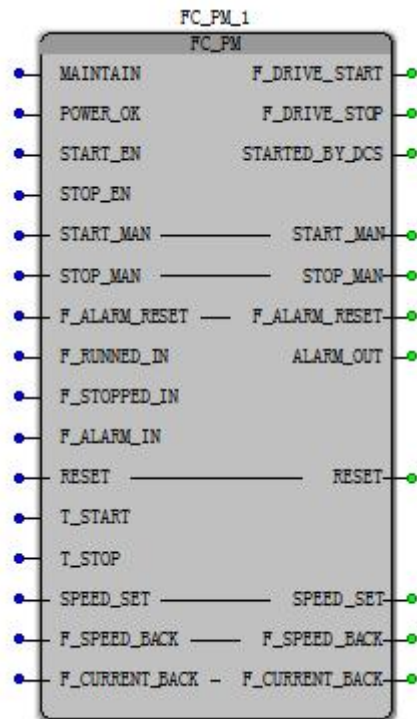 FC_PM_1
FC_PM
MAINTAIN F_DRIVE_START
POWER_OK F_DRIVE_STOP
START_EN STARTED_BY_DCS
STOP_EN
START_MAN START_MAN
STOP_MAN STOP_MAN
F_ALARM_RESET F_ALARM_RESET
F_RUNNED_IN ALARM_OUT
F_STOPPED_IN
F_ALARM_IN
RESET RESET
T_START
T_STOP
SPEED_SET SPEED_SET
F_SPEED_BACK F_SPEED_BACK
F_CURRENT_BACK F_CURRENT_BACK